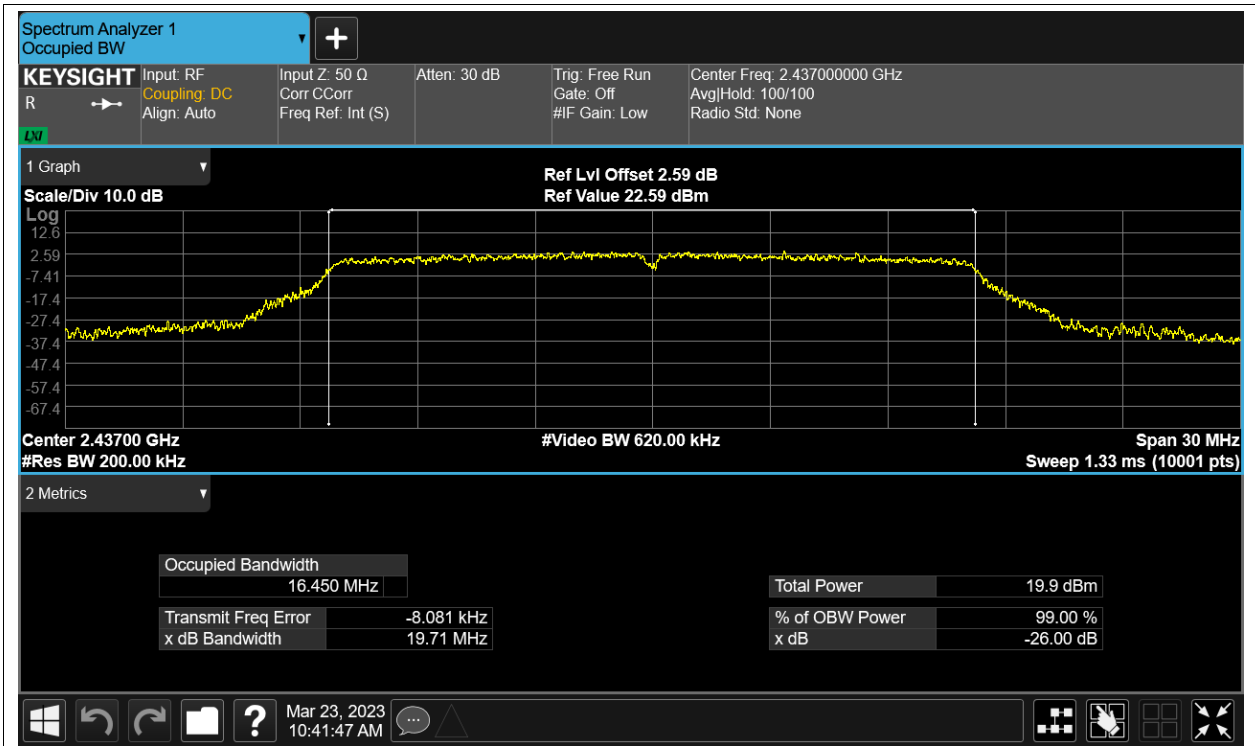 Spectrum Analyzer 1
Occupied BW
KEYSIGHT
R
LXI
Input: RF
Coupling: DC
Align: Auto
Input Z: 50 Ω
Corr CCorr
Freq Ref: Int (S)
Atten: 30 dB
Trig: Free Run
Gate: Off
#IF Gain: Low
Center Freq: 2.437000000 GHz
Avg|Hold: 100/100
Radio Std: None
1 Graph
Scale/Div 10.0 dB
Ref Lvl Offset 2.59 dB
Ref Value 22.59 dBm
Log
12.6
2.59
-7.41
-17.4
-27.4
-37.4
-47.4
-57.4
-67.4
Center 2.43700 GHz
#Video BW 620.00 kHz
Span 30 MHz
#Res BW 200.00 kHz
Sweep 1.33 ms (10001 pts)
2 Metrics
Occupied Bandwidth
16.450 MHz
Total Power 19.9 dBm
Transmit Freq Error -8.081 kHz
% of OBW Power 99.00 %
x dB Bandwidth 19.71 MHz
x dB -26.00 dB
?
Mar 23, 2023
10:41:47 AM